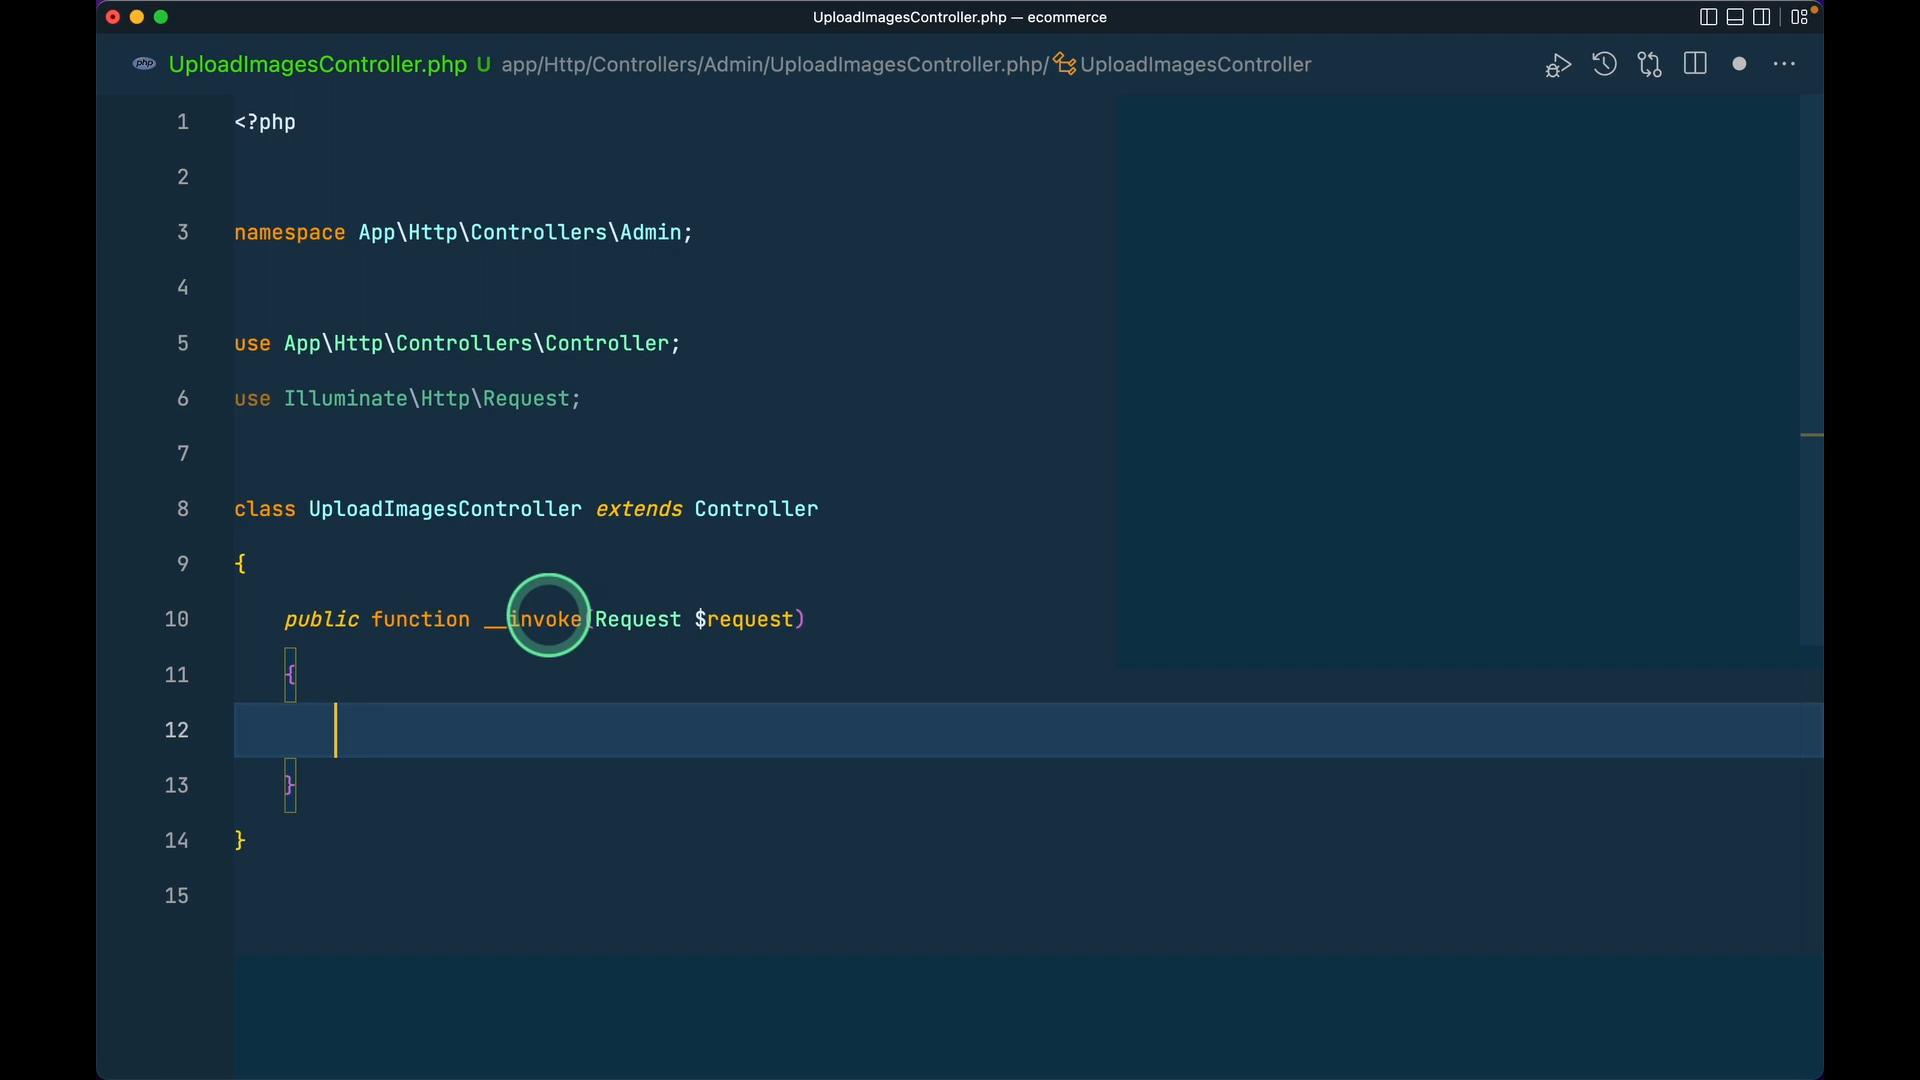 UploadImagesController.php — ecommerce
php UploadImagesController.php U app/Http/Controllers/Admin/UploadImagesController.php/ UploadImagesController
1 <?php
2
3 namespace App\Http\Controllers\Admin;
4
5 use App\Http\Controllers\Controller;
6 use Illuminate\Http\Request;
7
8 class UploadImagesController extends Controller
9 {
10 public function __invoke(Request $request)
11 {
12
13 }
14 }
15